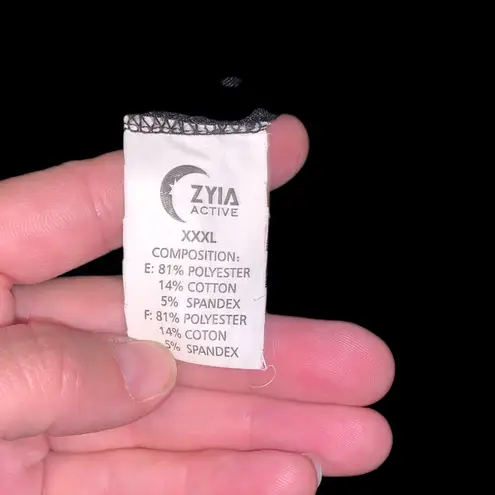 ZYIA
ACTIVE
XXXL
COMPOSITION:
E: 81% POLYESTER
14% COTTON
5% SPANDEX
F: 81% POLYESTER
14% COTON
5% SPANDEX